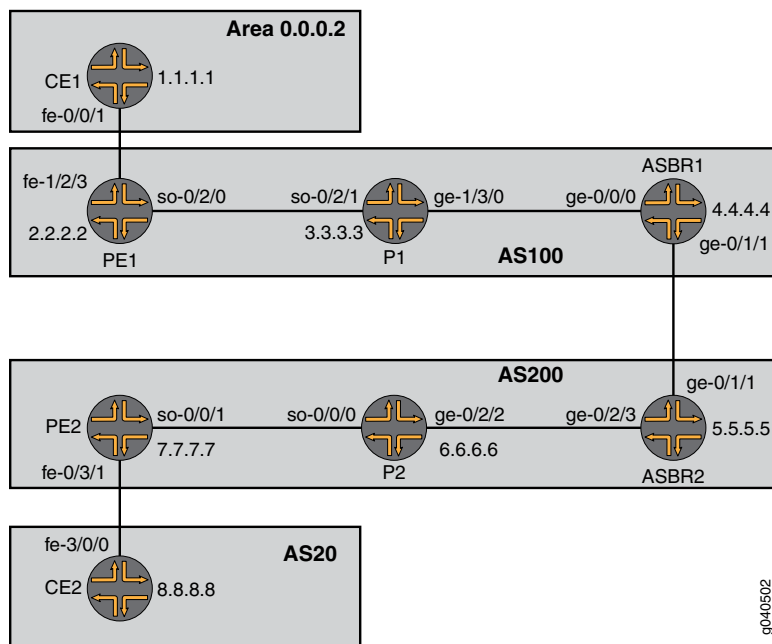 Area 0.0.0.2
CE1
1.1.1.1
fe-0/0/1
ASBR1
fe-1/2/3
so-0/2/0
so-0/2/1
ge-1/3/0
ge-0/0/0
4.4.4.4
2.2.2.2
3.3.3.3
ge-0/1/1
PE1
P1
AS100
AS200
ge-0/1/1
so-0/0/1
so-0/0/0
ge-0/2/2
ge-0/2/3
PE2
7.7.7.7
6.6.6.6
5.5.5.5
fe-0/3/1
P2
ASBR2
fe-3/0/0
AS20
CE2
8.8.8.8
g040502